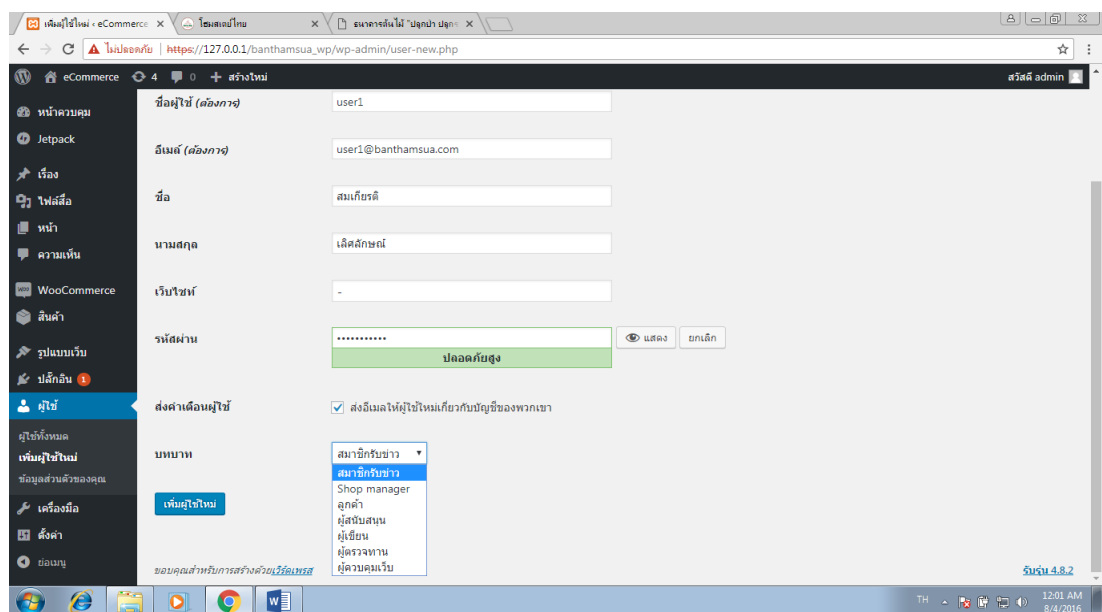 เพิ่มผู้ใช้ใหม่ ‹ eCommerce
โฮมสเตย์ไทย
ธนาคารต้นไม้ "ปลูกป่า ปลูก
ไม่ปลอดภัย | https://127.0.0.1/banthamsua_wp/wp-admin/user-new.php
eCommerce 4 0 + สร้างใหม่
สวัสดี admin
หน้าควบคุม
Jetpack
เรื่อง
ไฟล์สื่อ
หน้า
ความเห็น
WooCommerce
สินค้า
รูปแบบเว็บ
ปลั๊กอิน 1
ผู้ใช้
ผู้ใช้ทั้งหมด
เพิ่มผู้ใช้ใหม่
ข้อมูลส่วนตัวของคุณ
เครื่องมือ
ตั้งค่า
ย่อเมนู
ชื่อผู้ใช้ (ต้องการ) user1
อีเมล์ (ต้องการ) user1@banthamsua.com
ชื่อ สมเกียรติ
นามสกุล เลิศลักษณ์
เว็บไซท์ -
รหัสผ่าน ••••••••••• แสดง ยกเลิก
ปลอดภัยสูง
ส่งคำเตือนผู้ใช้ ส่งอีเมลให้ผู้ใช้ใหม่เกี่ยวกับบัญชีของพวกเขา
บทบาท สมาชิกรับข่าว
สมาชิกรับข่าว
Shop manager
ลูกค้า
ผู้สนับสนุน
ผู้เขียน
ผู้ตรวจทาน
ผู้ควบคุมเว็บ
เพิ่มผู้ใช้ใหม่
ขอบคุณสำหรับการสร้างด้วยเวิร์ดเพรส
รับรุ่น 4.8.2
TH
12:01 AM
8/4/2016